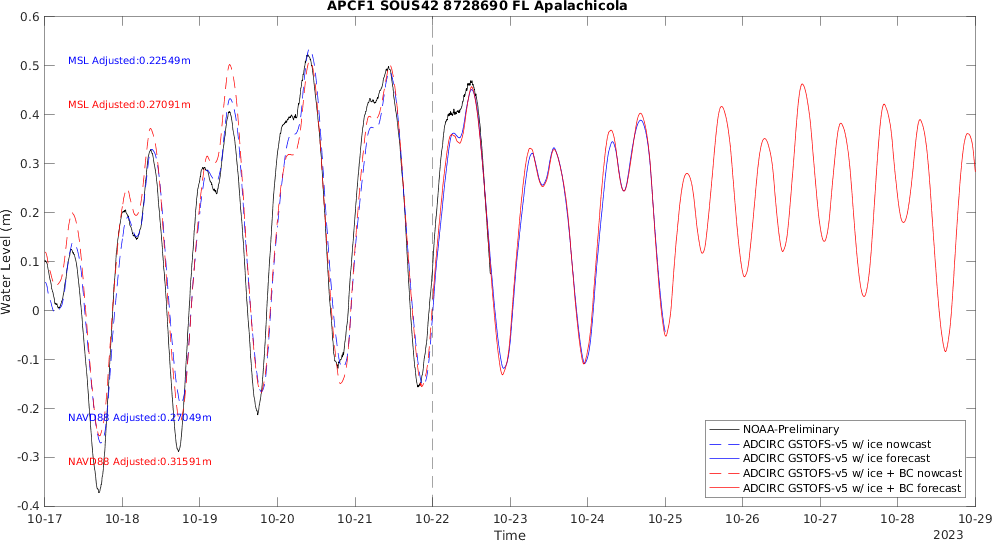 APCF1 SOUS42 8728690 FL Apalachicola
0.6
0.5
0.4
0.3
0.2
0.1
0
-0.1
-0.2
-0.3
-0.4
Water Level (m)
MSL Adjusted:0.22549m
MSL Adjusted:0.27091m
NAVD88 Adjusted:0.27049m
NAVD88 Adjusted:0.31591m
NOAA-Preliminary
ADCIRC GSTOFS-v5 w/ ice nowcast
ADCIRC GSTOFS-v5 w/ ice forecast
ADCIRC GSTOFS-v5 w/ ice + BC nowcast
ADCIRC GSTOFS-v5 w/ ice + BC forecast
10-17 10-18 10-19 10-20 10-21 10-22 10-23 10-24 10-25 10-26 10-27 10-28 10-29
Time
2023